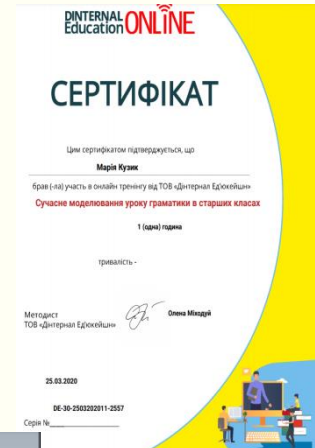 DINTERNAL
Education ONLINE
СЕРТИФІКАТ
Цим сертифікатом підтверджується, що
Марія Кузик
брав (-ла) участь в онлайн тренінгу від ТОВ «Дінтернал Ед'юкейшн»
Сучасне моделювання уроку граматики в старших класах
1 (одна) година
тривалість -
Методист
ТОВ «Дінтернал Ед'юкейшн»
Олена Міходуй
25.03.2020
DE-30-2503202011-2557
Серія №